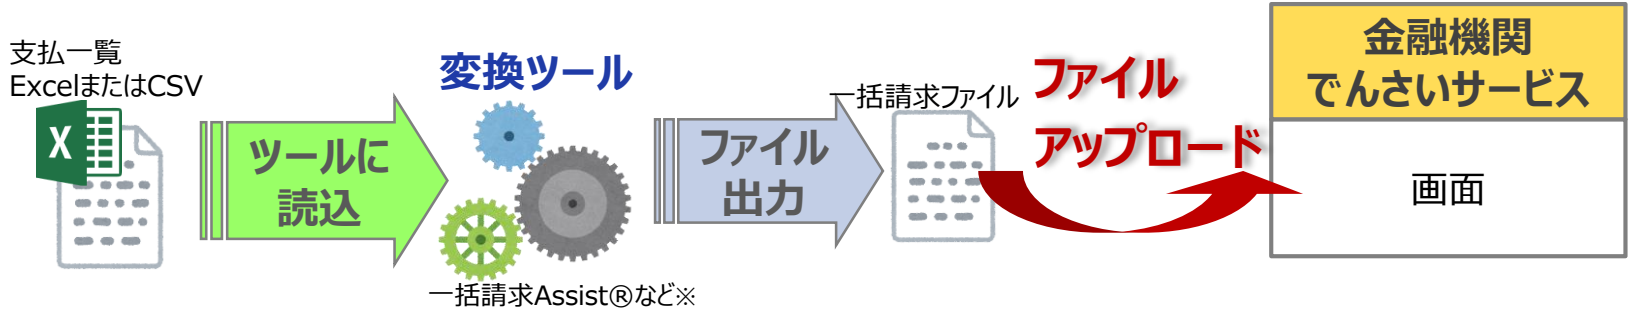 支払一覧
ExcelまたはCSV
X
ツールに
読込
変換ツール
一括請求Assist®など※
ファイル
出力
一括請求ファイル
ファイル
アップロード
金融機関
でんさいサービス
画面